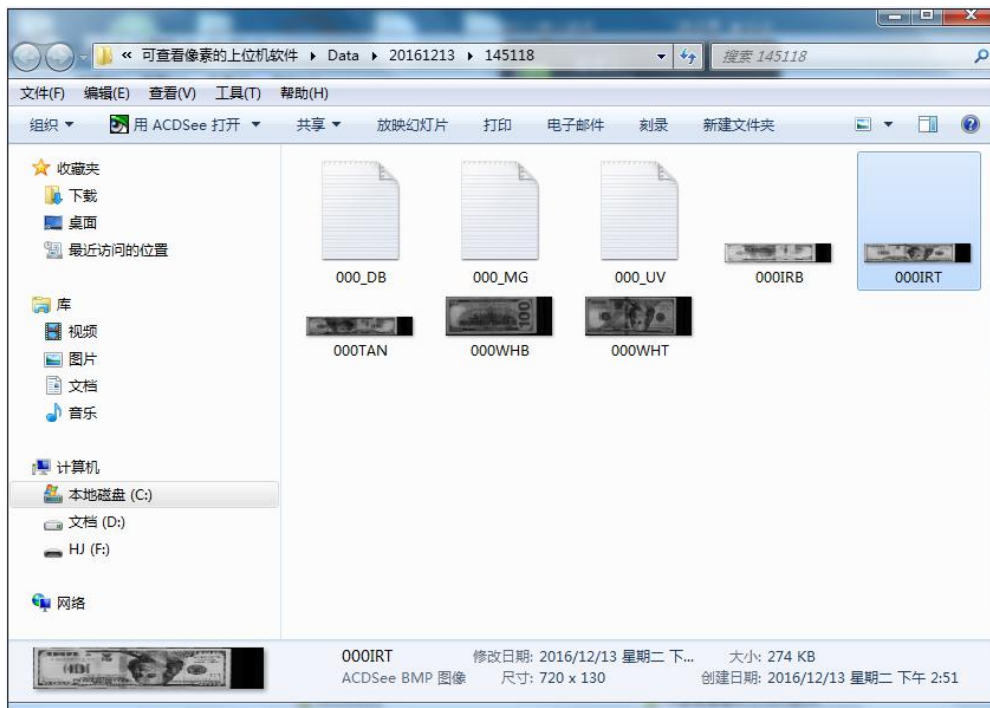 « 可查看像素的上位机软件 ▸ Data ▸ 20161213 ▸ 145118
搜索 145118
文件(F) 编辑(E) 查看(V) 工具(T) 帮助(H)
组织 用 ACDSee 打开 共享 放映幻灯片 打印 电子邮件 刻录 新建文件夹
收藏夹
下载
桌面
最近访问的位置
库
视频
图片
文档
音乐
计算机
本地磁盘 (C:)
文档 (D:)
HJ (F:)
网络
000_DB 000_MG 000_UV 000IRB 000IRT
000TAN 000WHB 000WHT
100
000IRT 修改日期: 2016/12/13 星期二 下... 大小: 274 KB
ACDSee BMP 图像 尺寸: 720 x 130 创建日期: 2016/12/13 星期二 下午 2:51